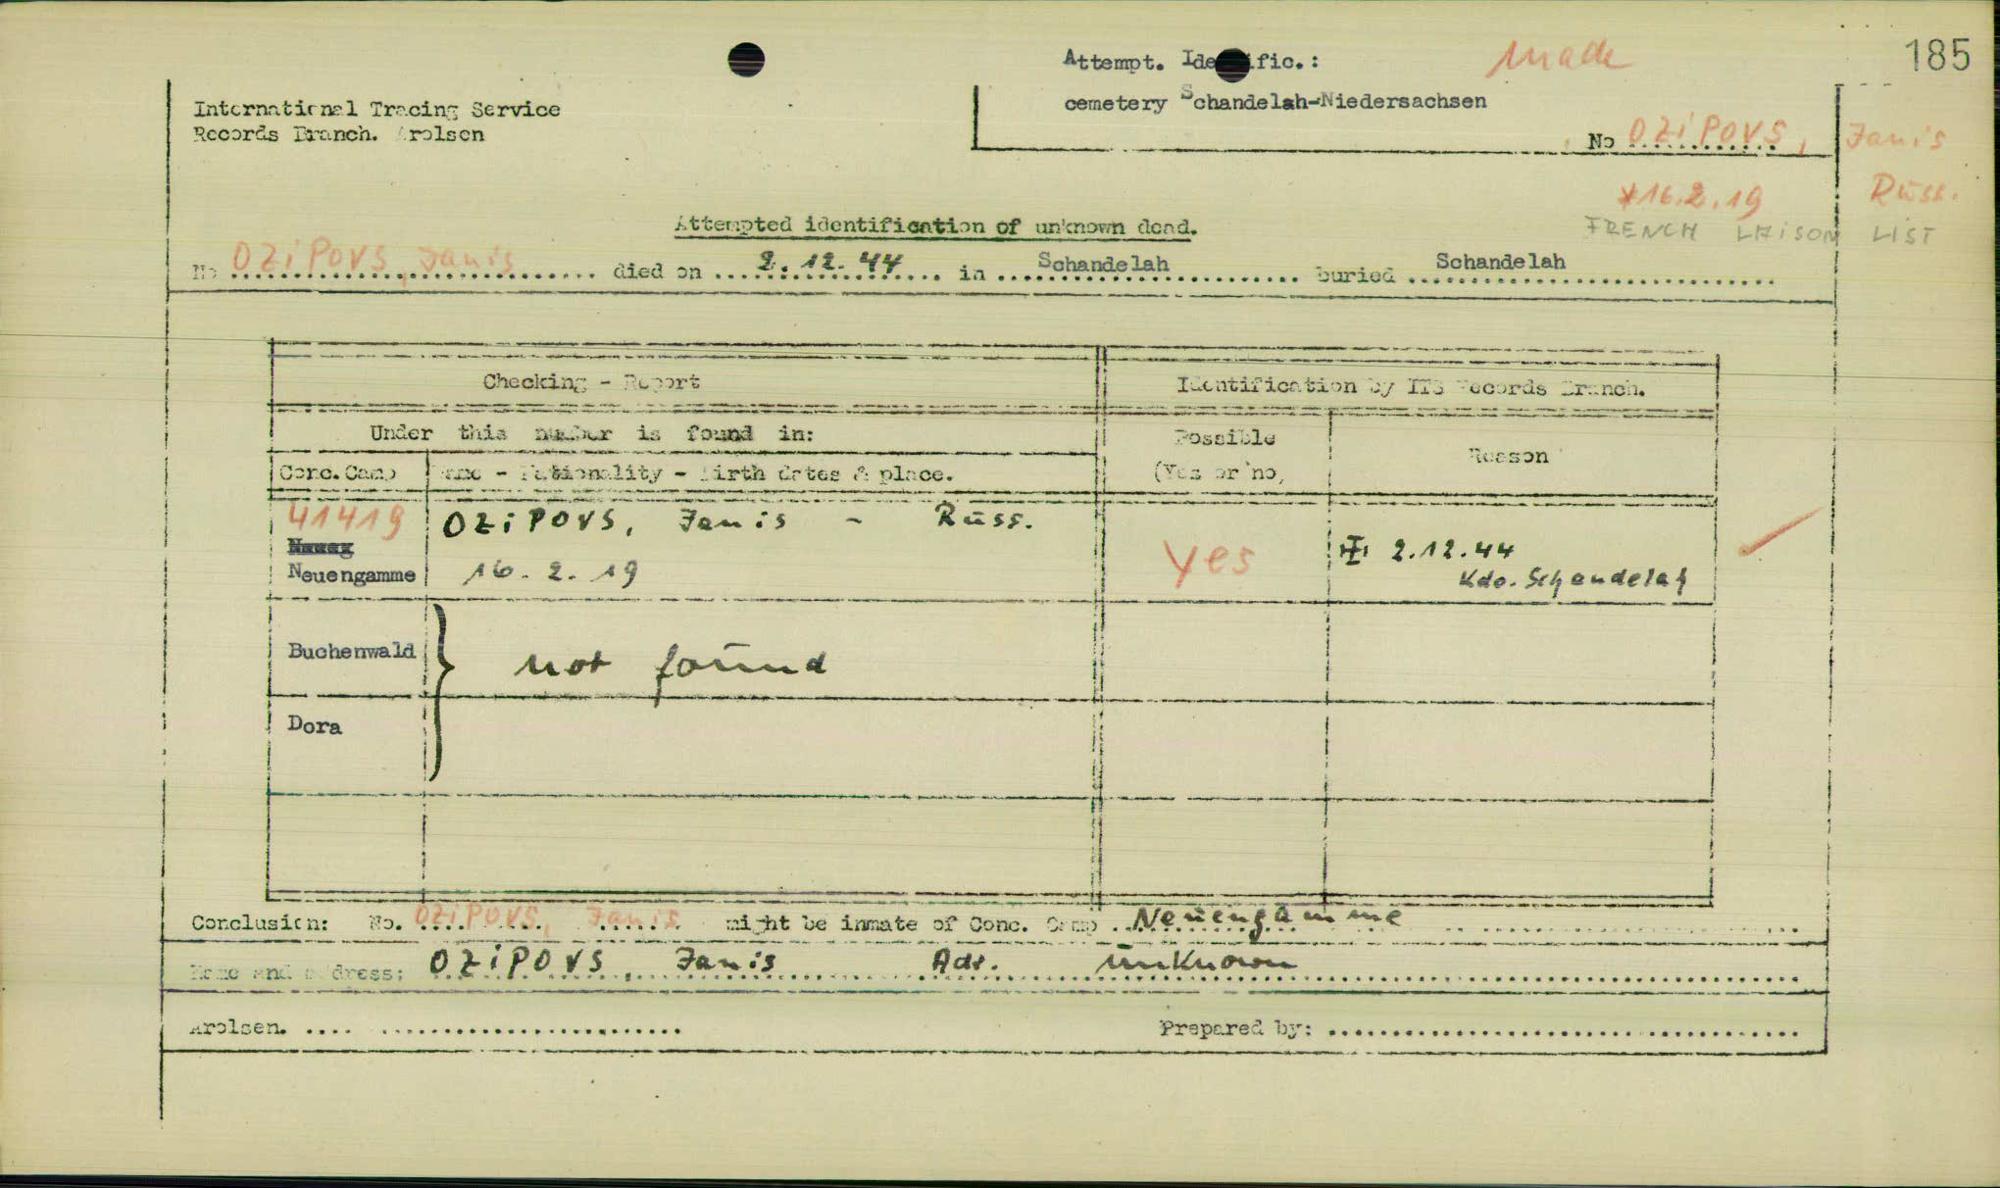 185
Attempt. Identific.: made
International Tracing Service
Records Branch. Arolsen
cemetery Schandelah-Niedersachsen
No OZiPOVS, Janis
*16.2.19 Russ.
FRENCH LAISON LIST
Attempted identification of unknown dead.
No OZiPOVS, Janis died on 2.12.44 in Schandelah buried Schandelah
Checking - Report
Identification by ITS Records Branch.
Under this number is found in:
Possible
(Yes or no)
Reason
Conc. Camp
Name - Nationality - Birth dates & place.
41419 OZiPOVS, Janis - Russ.
Neueg
Neuengamme 16.2.19 yes 2.12.44
Kdo. Schandelah
Buchenwald not found
Dora
Conclusion: No. OZiPOVS, Janis might be inmate of Conc. Camp Neuengamme
Name and address: OZiPOVS, Janis Adr. unknown
Arolsen. Prepared by: